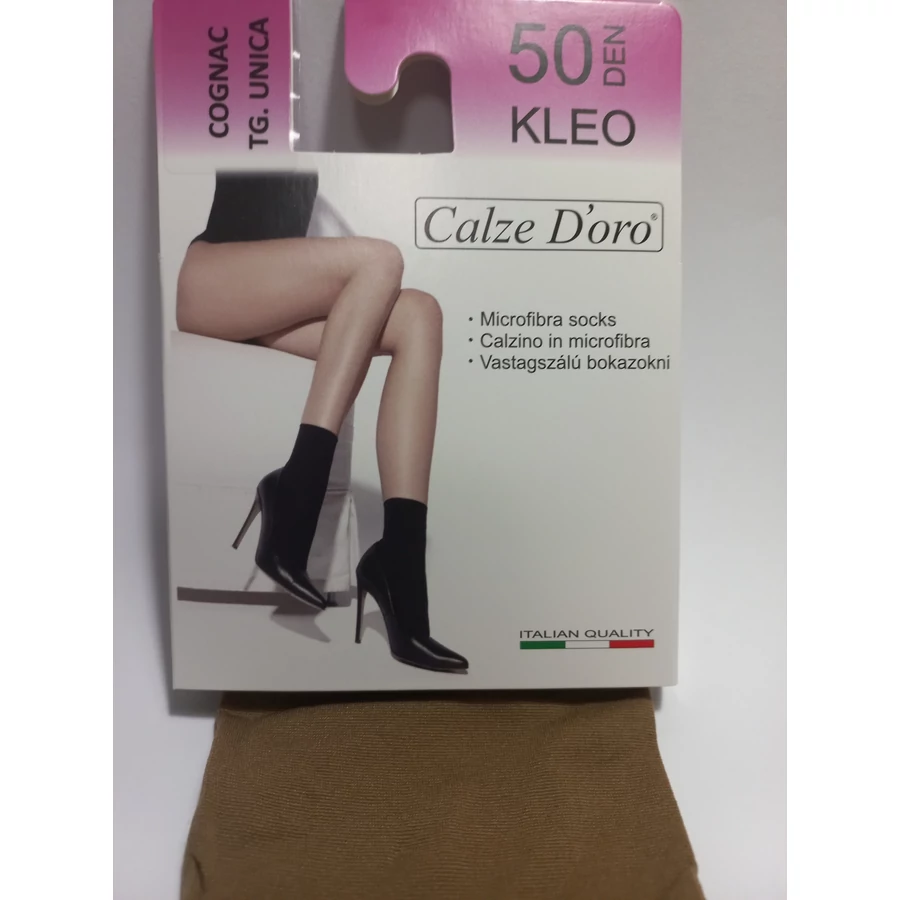 COGNAC
TG. UNICA
50 DEN
KLEO
Calze D'oro®
• Microfibra socks
• Calzino in microfibra
• Vastagszálú bokazokni
ITALIAN QUALITY